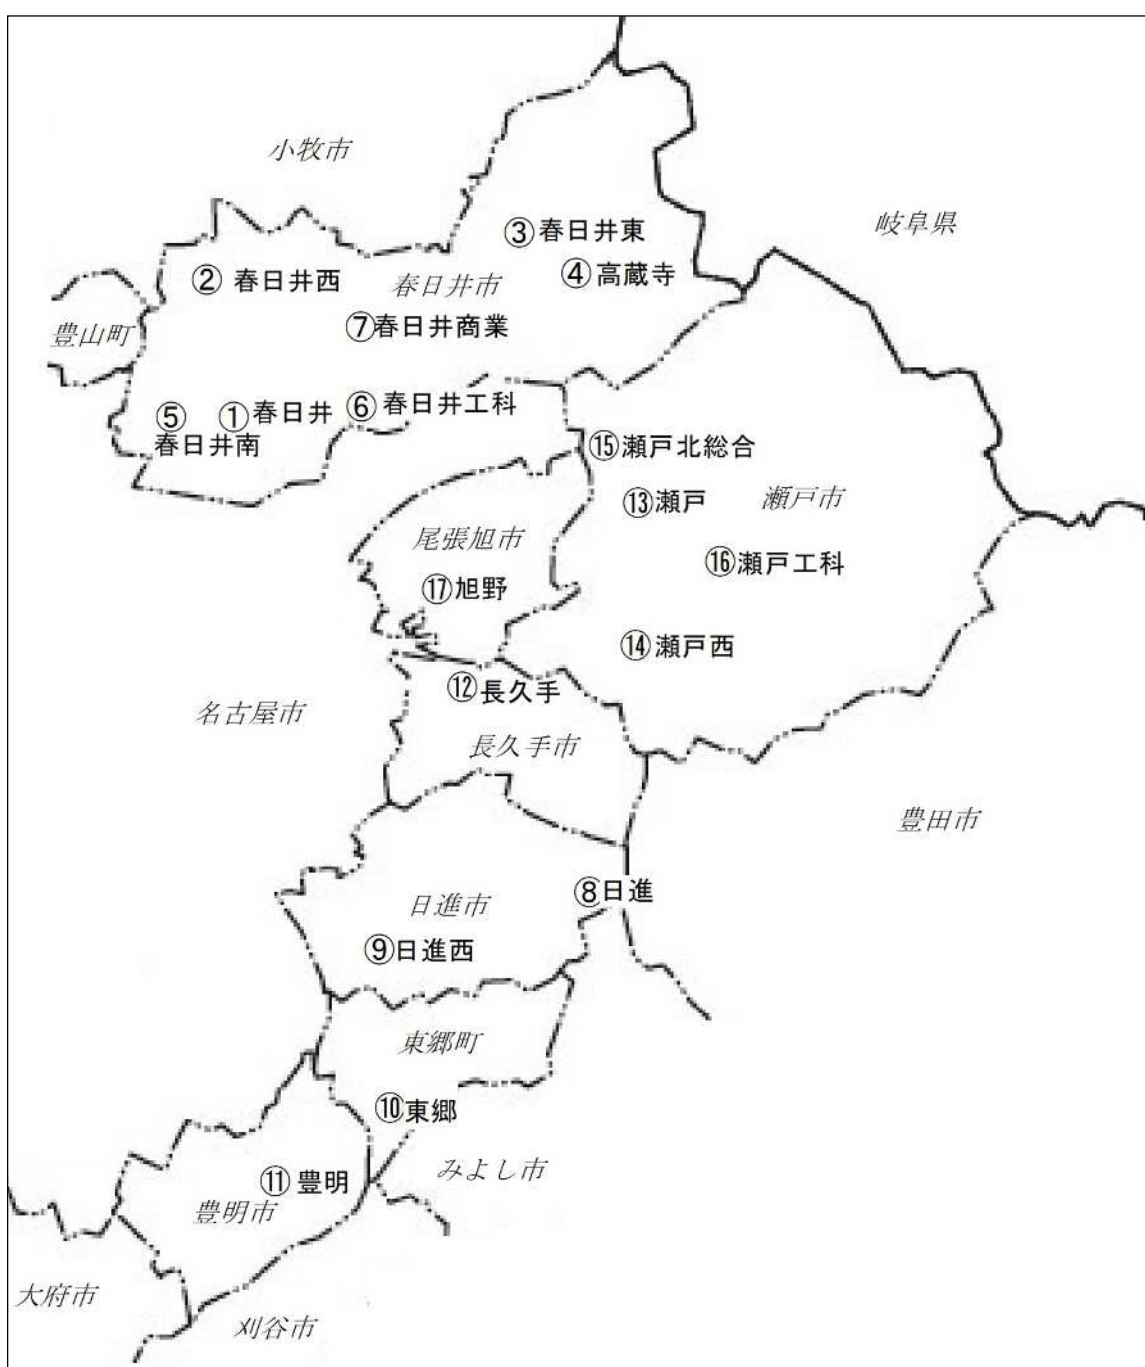 小牧市
岐阜県
③春日井東
④高蔵寺
②春日井西
春日井市
豊山町
⑦春日井商業
⑤
春日井南
①春日井
⑥春日井工科
⑮瀬戸北総合
⑬瀬戸
瀬戸市
尾張旭市
⑯瀬戸工科
⑰旭野
⑭瀬戸西
⑫長久手
名古屋市
長久手市
豊田市
⑧日進
日進市
⑨日進西
東郷町
⑩東郷
みよし市
⑪豊明
豊明市
大府市
刈谷市